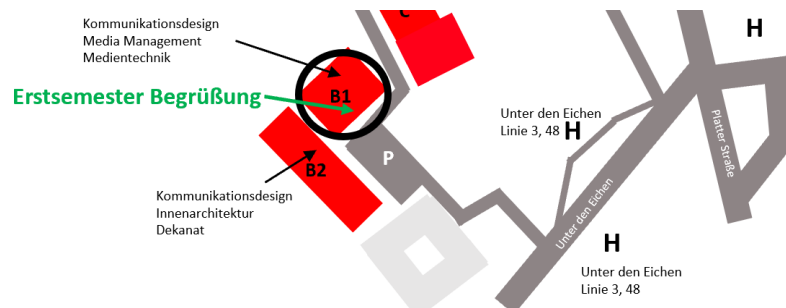 Kommunikationsdesign
Media Management
Medientechnik
C
H
Erstsemester Begrüßung
B1
Unter den Eichen
Linie 3, 48
H
Platter Straße
P
B2
Kommunikationsdesign
Innenarchitektur
Dekanat
Unter den Eichen
H
Unter den Eichen
Linie 3, 48